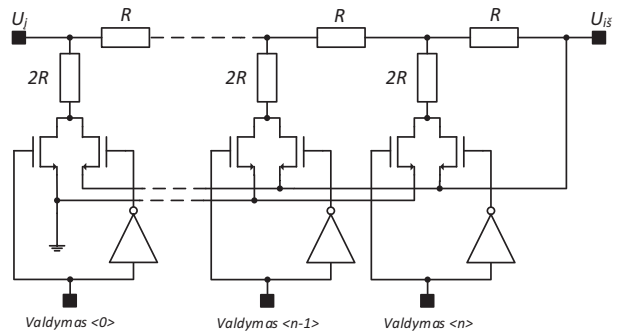 Uj R R R Uiš
2R 2R 2R
Valdymas <0> Valdymas <n-1> Valdymas <n>